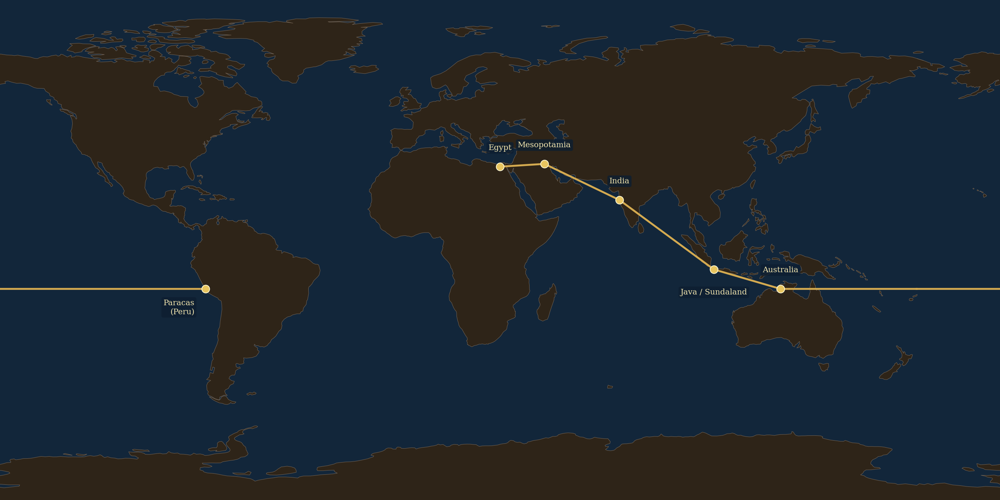 Egypt
Mesopotamia
India
Australia
Java / Sundaland
Paracas
(Peru)